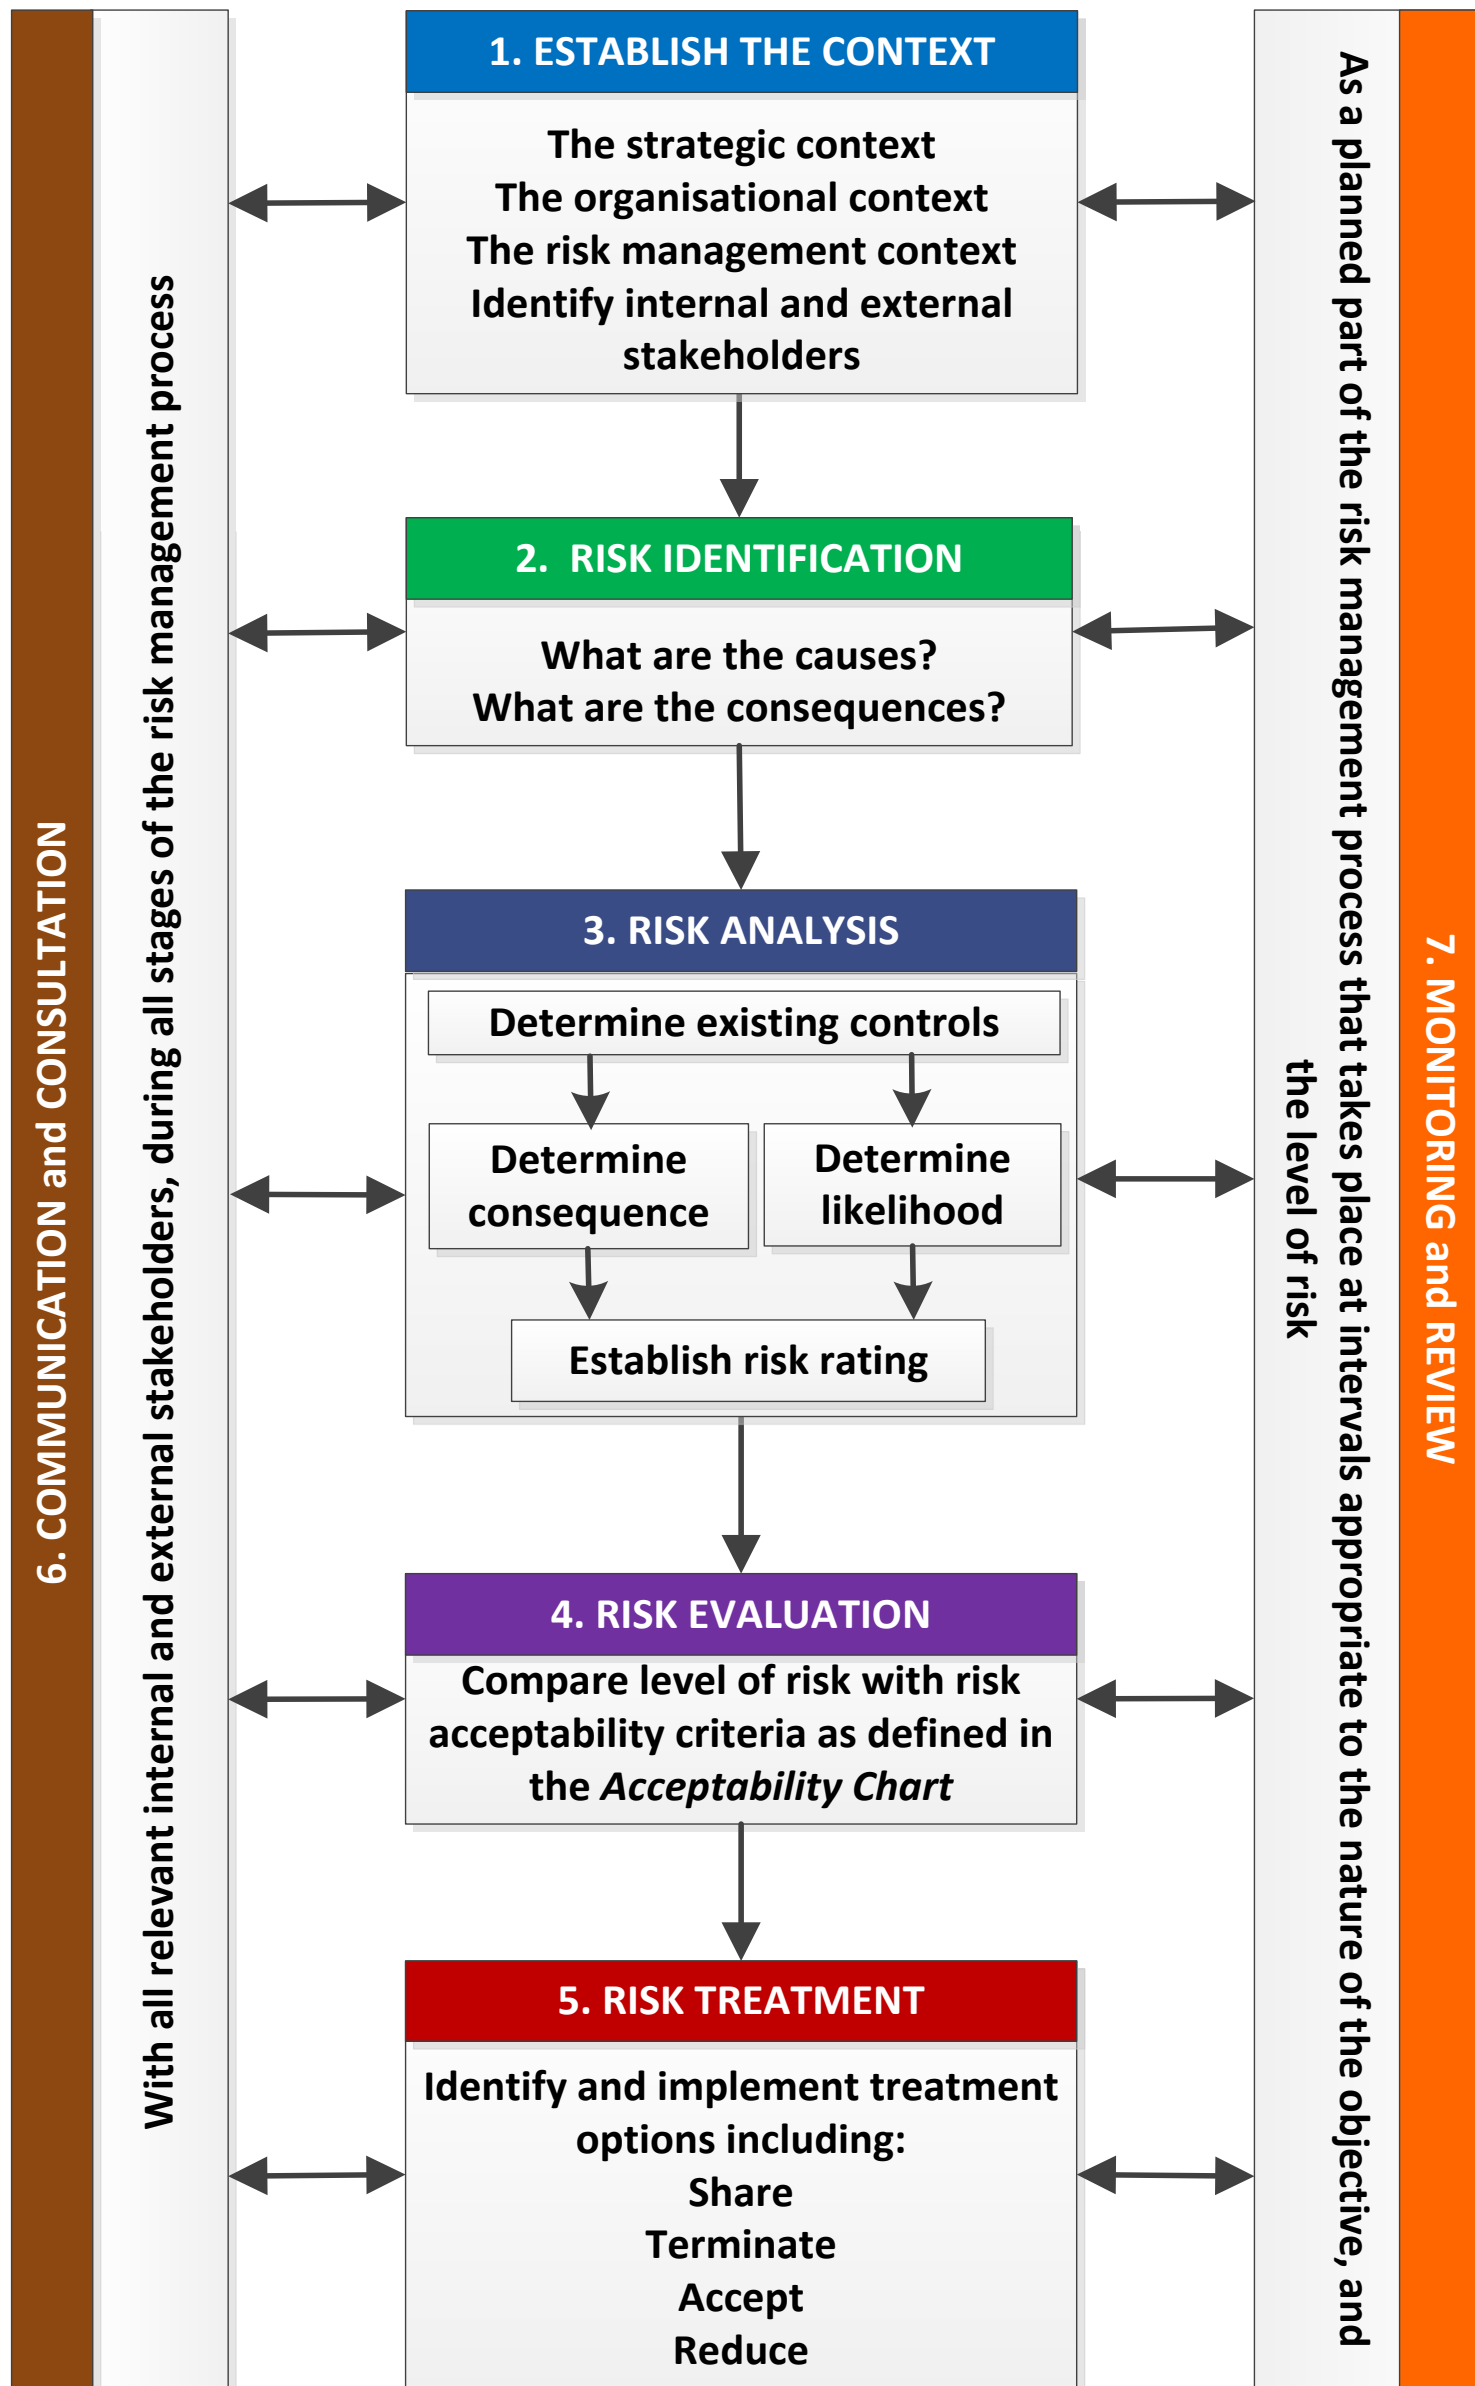 1. ESTABLISH THE CONTEXT
The strategic context
The organisational context
The risk management context
Identify internal and external
stakeholders
2. RISK IDENTIFICATION
What are the causes?
What are the consequences?
3. RISK ANALYSIS
Determine existing controls
Determine
consequence
Determine
likelihood
Establish risk rating
4. RISK EVALUATION
Compare level of risk with risk
acceptability criteria as defined in
the Acceptability Chart
5. RISK TREATMENT
Identify and implement treatment
options including:
Share
Terminate
Accept
Reduce
6. COMMUNICATION and CONSULTATION
With all relevant internal and external stakeholders, during all stages of the risk management process
7. MONITORING and REVIEW
As a planned part of the risk management process that takes place at intervals appropriate to the nature of the objective, and
the level of risk